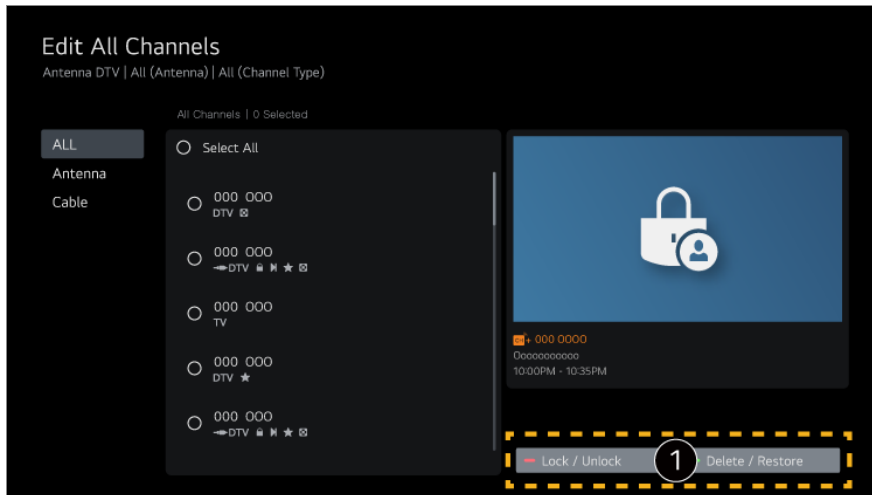 Edit All Channels
Antenna DTV | All (Antenna) | All (Channel Type)
All Channels | 0 Selected
ALL
Antenna
Cable
Select All
000 000
DTV
000 000
DTV
000 000
TV
000 000
DTV
000 000
DTV
CH + 000 0000
Ooooooooooo
10:00PM - 10:35PM
Lock / Unlock 1 Delete / Restore